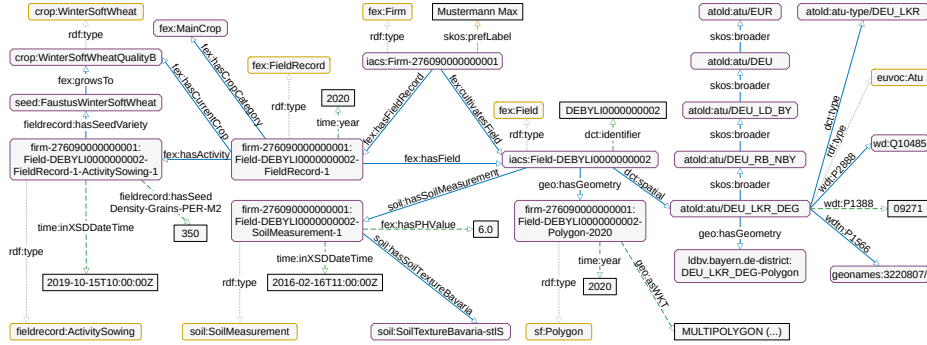 crop:WinterSoftWheat
fex:Firm
Mustermann Max
atold:atu/EUR
atold:atu-type/DEU_LKR
rdf:type
fex:MainCrop
rdf:type
skos:prefLabel
skos:broader
crop:WinterSoftWheatQualityB
fex:FieldRecord
iacs:Firm-276090000000001
atold:atu/DEU
euvoc:Atu
fex:growsTo
fex:hasCropCategory
skos:broader
dct:type
seed:FaustusWinterSoftWheat
fex:hasCurrentCrop
rdf:type
2020
fex:hasFieldRecord
fex:cultivatesField
fex:Field
DEBYLI0000000002
atold:atu/DEU_LD_BY
rdf:type
fieldrecord:hasSeedVariety
time:year
rdf:type
dct:identifier
skos:broader
wd:Q10485
firm-276090000000001:
Field-DEBYLI0000000002-
FieldRecord-1-ActivitySowing-1
fex:hasActivity
firm-276090000000001:
Field-DEBYLI0000000002-
FieldRecord-1
fex:hasField
iacs:Field-DEBYLI0000000002
atold:atu/DEU_RB_NBY
wdt:P2888
soil:hasSoilMeasurement
geo:hasGeometry
dct:spatial
skos:broader
wdt:P1388
09271
fieldrecord:hasSeed
Density-Grains-PER-M2
350
firm-276090000000001:
Field-DEBYLI0000000002-
SoilMeasurement-1
fex:hasPHValue
6.0
firm-276090000000001:
Field-DEBYLI0000000002-
Polygon-2020
atold:atu/DEU_LKR_DEG
wdtn:P1566
time:inXSDDateTime
geo:hasGeometry
rdf:type
time:inXSDDateTime
soil:hasSoilTextureBavaria
time:year
geo:asWKT
ldbv.bayern.de-district:
DEU_LKR_DEG-Polygon
geonames:3220807/
2019-10-15T10:00:00Z
rdf:type
2016-02-16T11:00:00Z
rdf:type
2020
fieldrecord:ActivitySowing
soil:SoilMeasurement
soil:SoilTextureBavaria-stlS
sf:Polygon
MULTIPOLYGON (...)